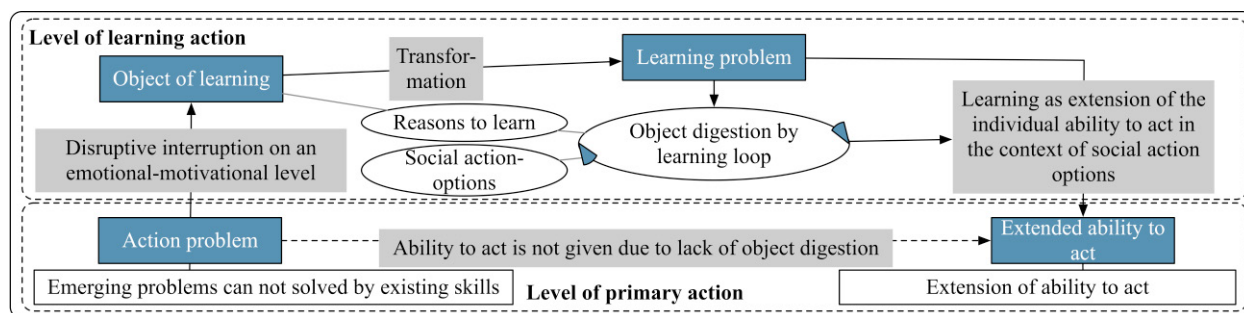 Level of learning action
Object of learning
Transfor-
mation
Learning problem
Reasons to learn
Social action-
options
Object digestion by
learning loop
Learning as extension of the
individual ability to act in
the context of social action
options
Disruptive interruption on an
emotional-motivational level
Action problem
Ability to act is not given due to lack of object digestion
Extended ability to
act
Emerging problems can not solved by existing skills
Level of primary action
Extension of ability to act